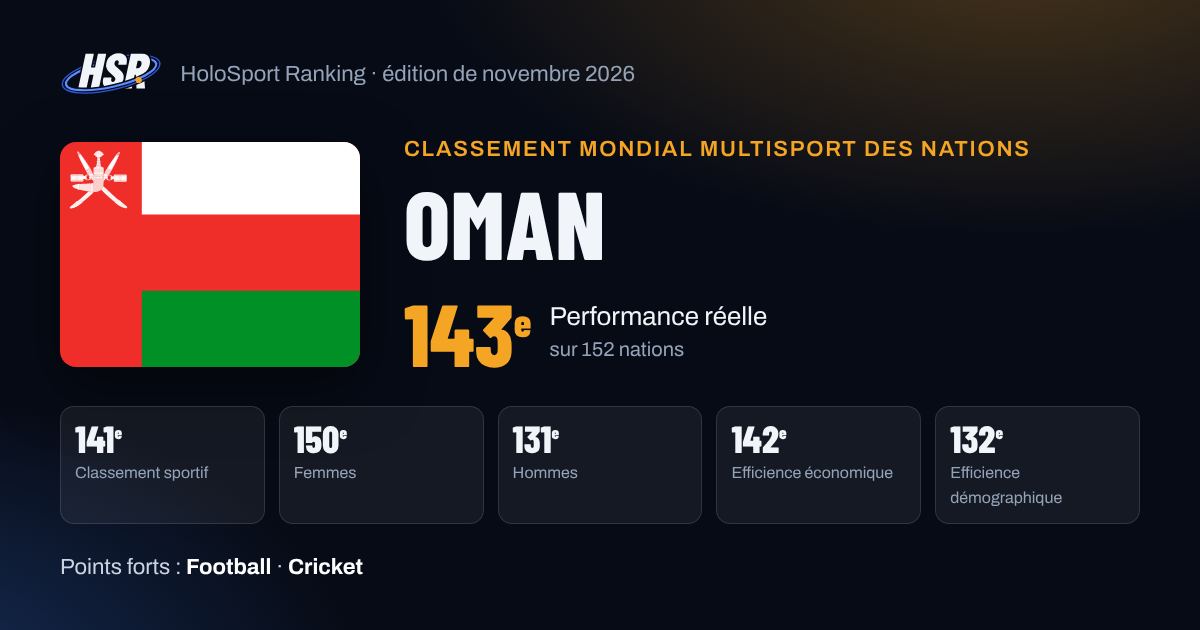 HSR
HoloSport Ranking · édition de novembre 2026
CLASSEMENT MONDIAL MULTISPORT DES NATIONS
OMAN
143e
Performance réelle
sur 152 nations
141e
Classement sportif
150e
Femmes
131e
Hommes
142e
Efficience économique
132e
Efficience
démographique
Points forts : Football · Cricket